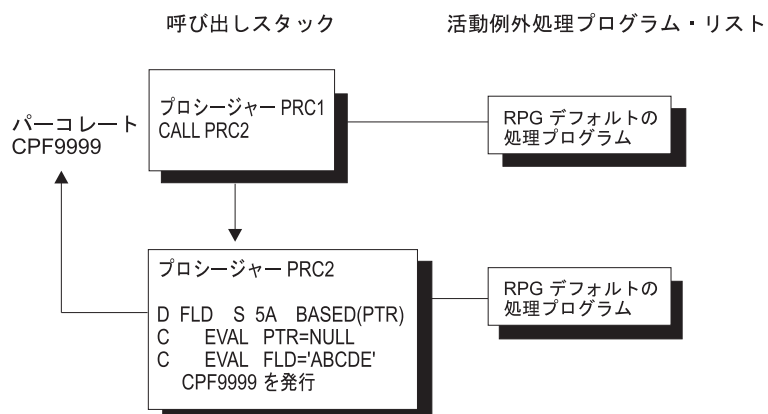 呼び出しスタック
活動例外処理プログラム・リスト
パーコレート
CPF9999
プロシージャー PRC1
CALL PRC2
RPG デフォルトの
処理プログラム
プロシージャー PRC2
D FLD S 5A BASED(PTR)
C EVAL PTR=NULL
C EVAL FLD='ABCDE'
CPF9999 を発行
RPG デフォルトの
処理プログラム